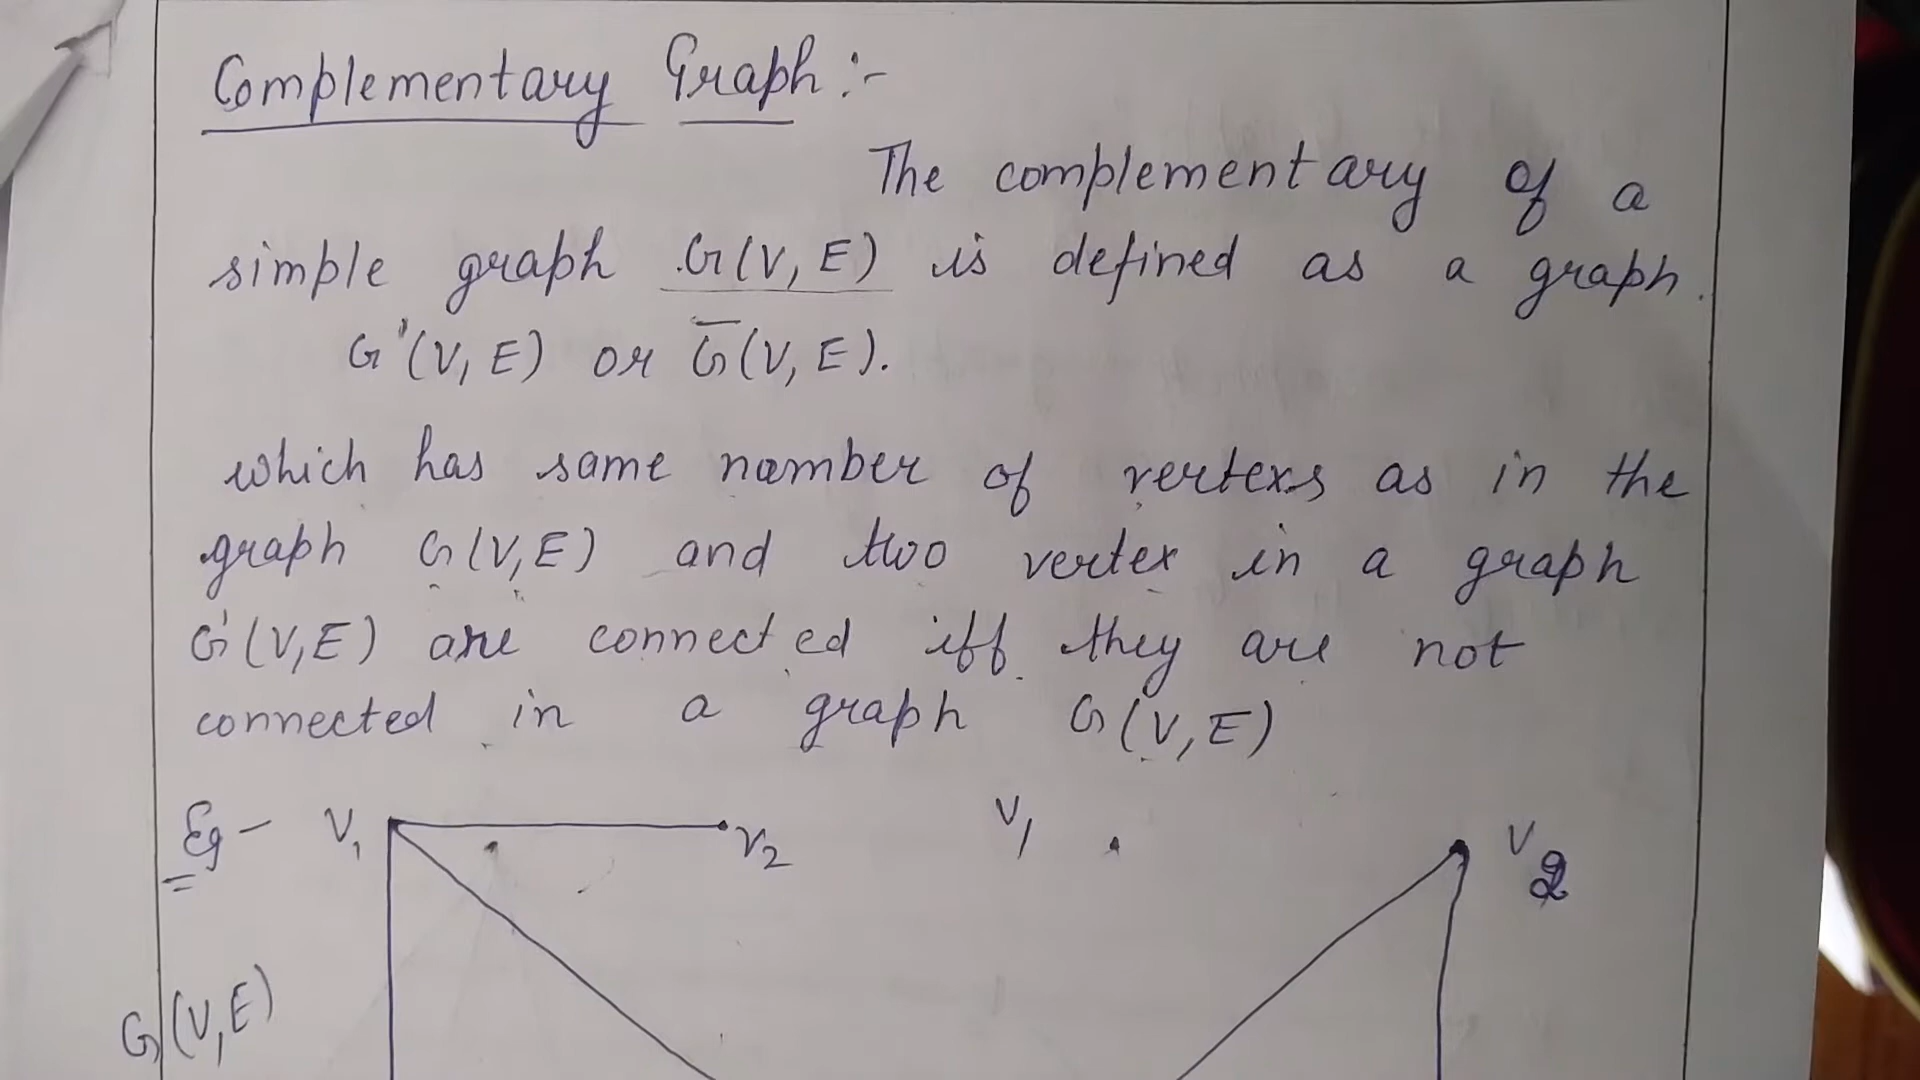 Complementary Graph :-
The complementary of a
simple graph G(V, E) is defined as a graph
G'(V, E) or G̅(V, E).
which has same number of vertexs as in the
graph G(V,E) and two vertex in a graph
G'(V,E) are connected iff they are not
connected in a graph G(V,E)
Eg - V₁ V₂ V₁ V₂
G(V,E)